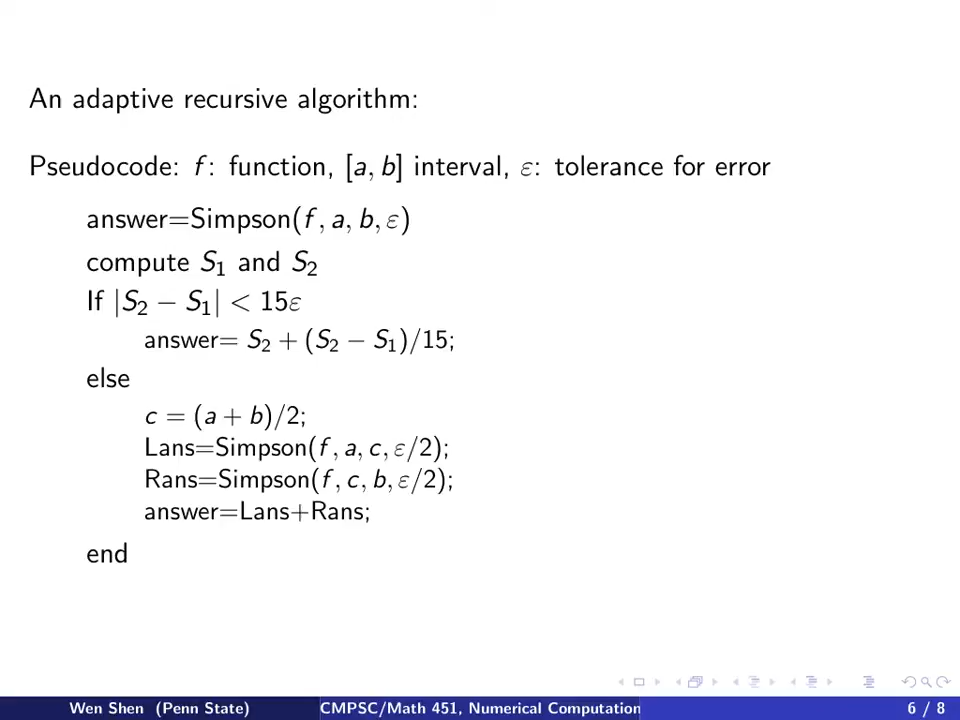 An adaptive recursive algorithm:
Pseudocode: f: function, [a, b] interval, ε: tolerance for error
answer=Simpson(f, a, b, ε)
compute S₁ and S₂
If |S₂ − S₁| < 15ε
answer= S₂ + (S₂ − S₁)/15;
else
c = (a + b)/2;
Lans=Simpson(f, a, c, ε/2);
Rans=Simpson(f, c, b, ε/2);
answer=Lans+Rans;
end
Wen Shen (Penn State) CMPSC/Math 451, Numerical Computation 6 / 8